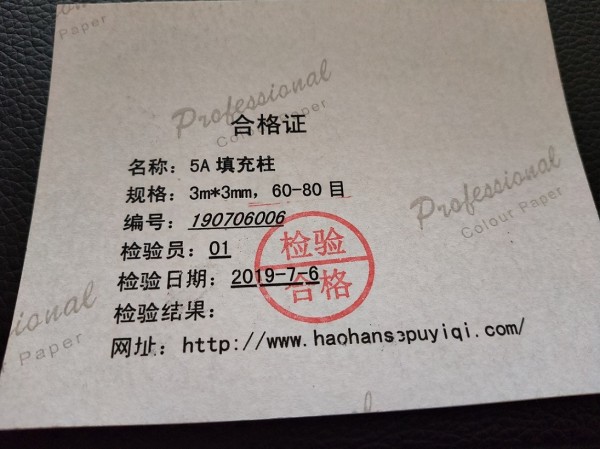 Paper
Professional
Colour Paper
合格证
名称：5A 填充柱
规格：3m*3mm, 60-80 目
Professional
Colour Paper
编号：190706006
检验员：01
检验
合格
检验日期：2019-7-6
检验结果：
ional
Paper
网址：http://www.haohansepuyiqi.com/